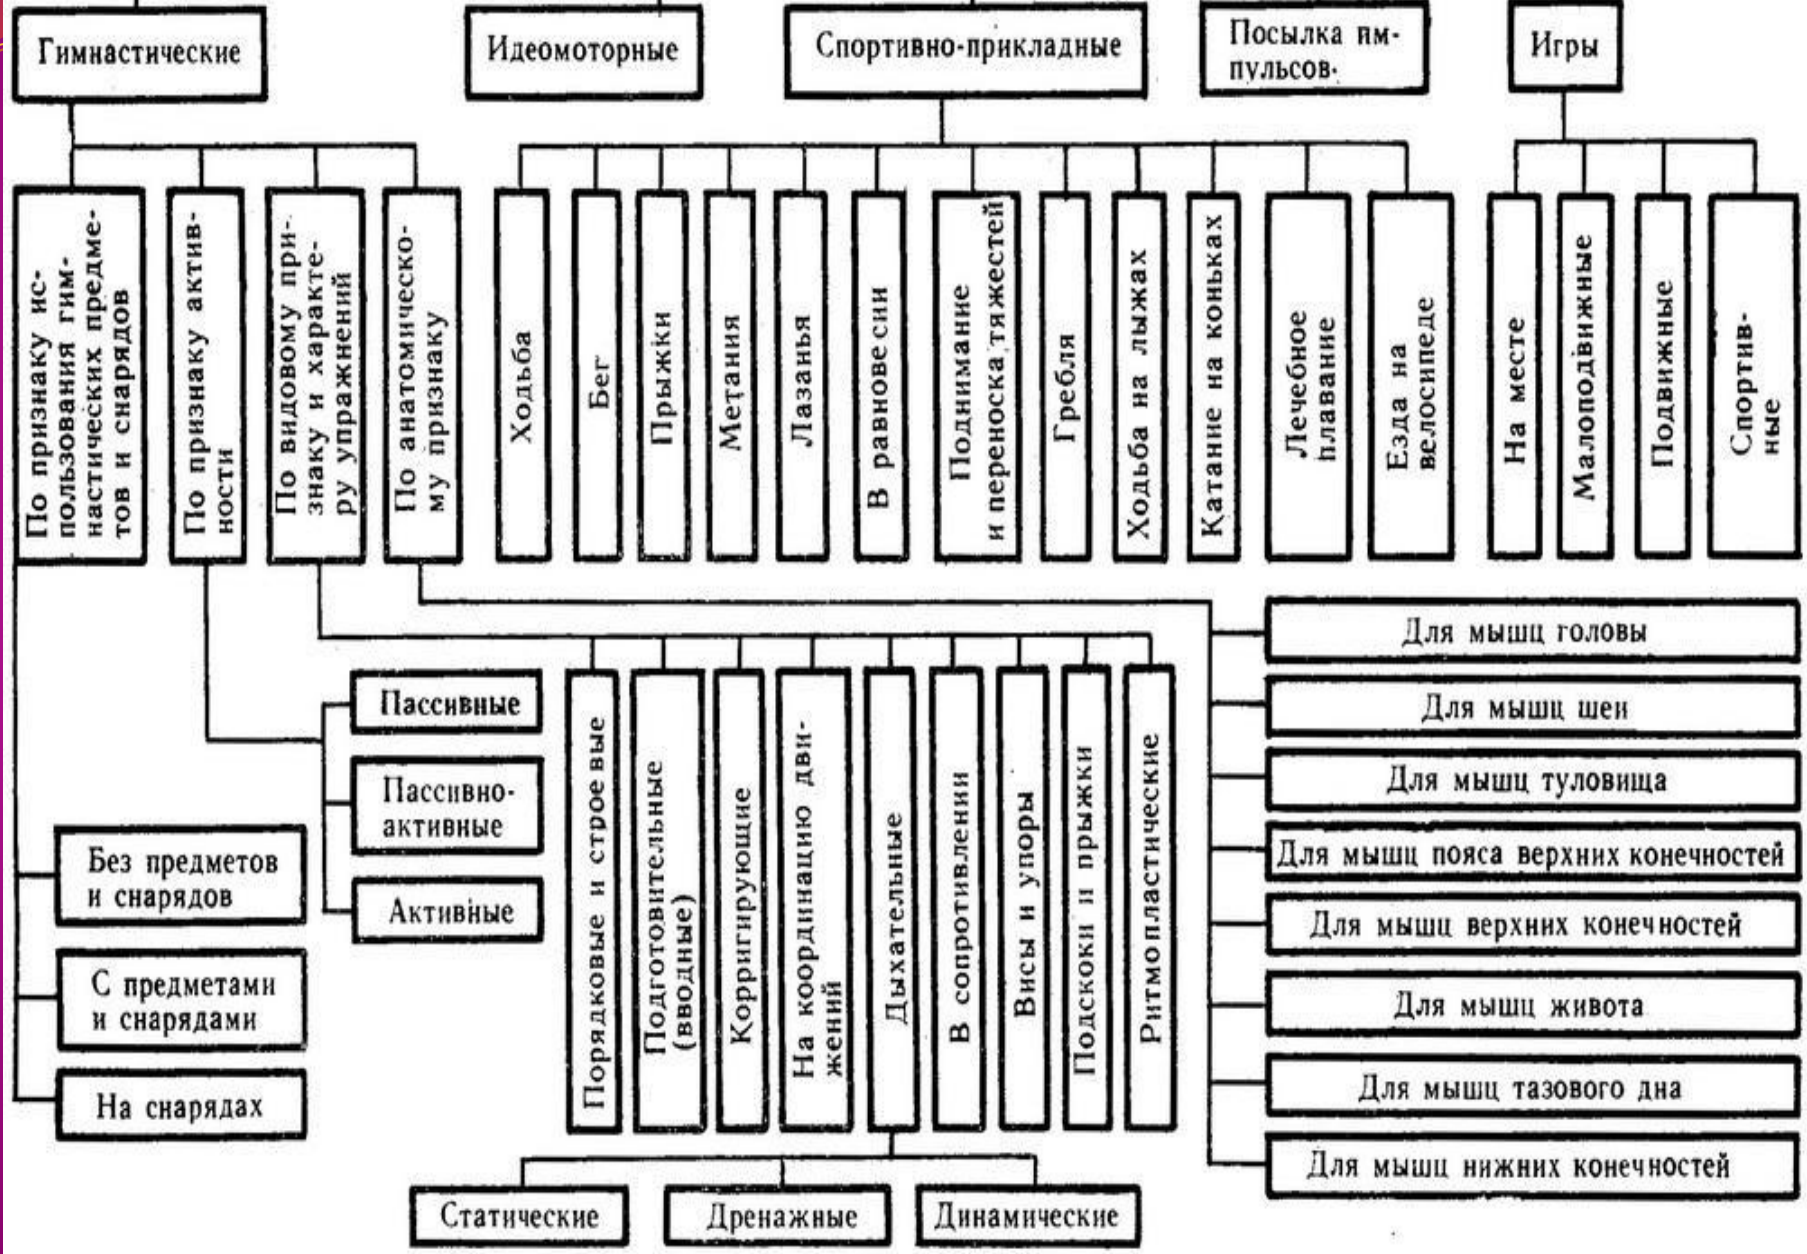 Гимнастические
Идеомоторные
Спортивно-прикладные
Посылка им-
пульсов.
Игры
По признаку ис-
пользования гим-
настических предме-
тов и снарядов
По признаку актив-
ности
По видовому при-
знаку и характе-
ру упражнений
По анатомическо-
му признаку
Ходьба
Бег
Прыжки
Метания
Лазанья
В равновесии
Поднимание
и переноска тяжестей
Гребля
Ходьба на лыжах
Катание на коньках
Лечебное
плавание
Езда на
велосипеде
На месте
Малоподвижные
Подвижные
Спортив-
ные
Без предметов
и снарядов
С предметами
и снарядами
На снарядах
Пассивные
Пассивно-
активные
Активные
Порядковые и строевые
Подготовительные
(вводные)
Корригирующие
На координацию дви-
жений
Дыхательные
В сопротивлении
Висы и упоры
Подскоки и прыжки
Ритмопластические
Статические
Дренажные
Динамические
Для мышц головы
Для мышц шеи
Для мышц туловища
Для мышц пояса верхних конечностей
Для мышц верхних конечностей
Для мышц живота
Для мышц тазового дна
Для мышц нижних конечностей